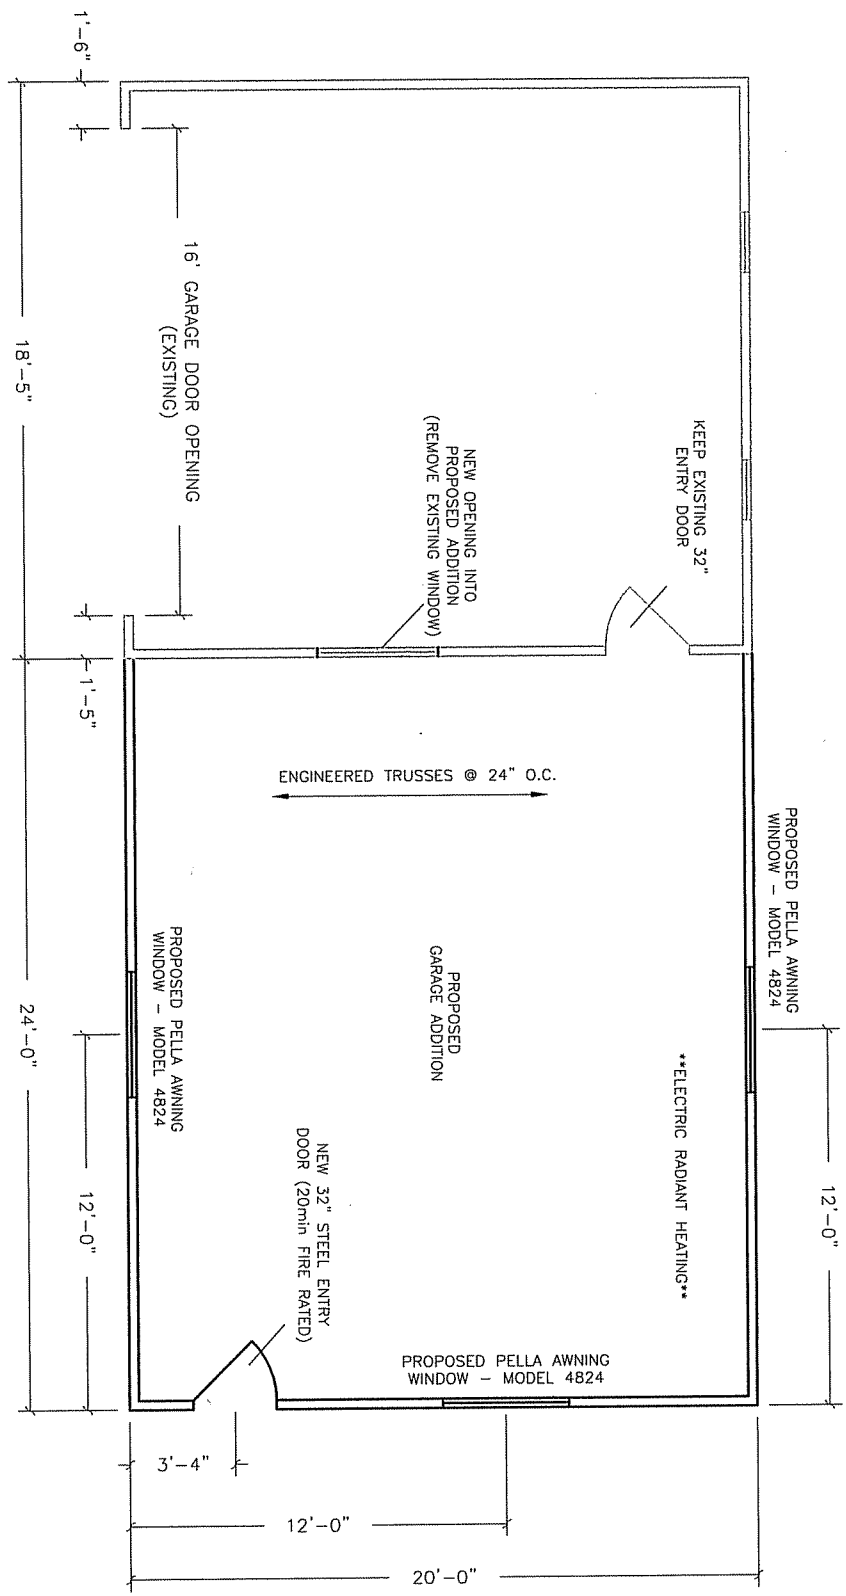 1'-6"
18'-5"
16' GARAGE DOOR OPENING
(EXISTING)
KEEP EXISTING 32"
ENTRY DOOR
NEW OPENING INTO
PROPOSED ADDITION
(REMOVE EXISTING WINDOW)
1'-5"
ENGINEERED TRUSSES @ 24" O.C.
PROPOSED PELLA AWNING
WINDOW – MODEL 4824
PROPOSED
GARAGE ADDITION
PROPOSED PELLA AWNING
WINDOW – MODEL 4824
24'-0"
12'-0"
12'-0"
**ELECTRIC RADIANT HEATING**
NEW 32" STEEL ENTRY
DOOR (20min FIRE RATED)
PROPOSED PELLA AWNING
WINDOW – MODEL 4824
3'-4"
12'-0"
20'-0"